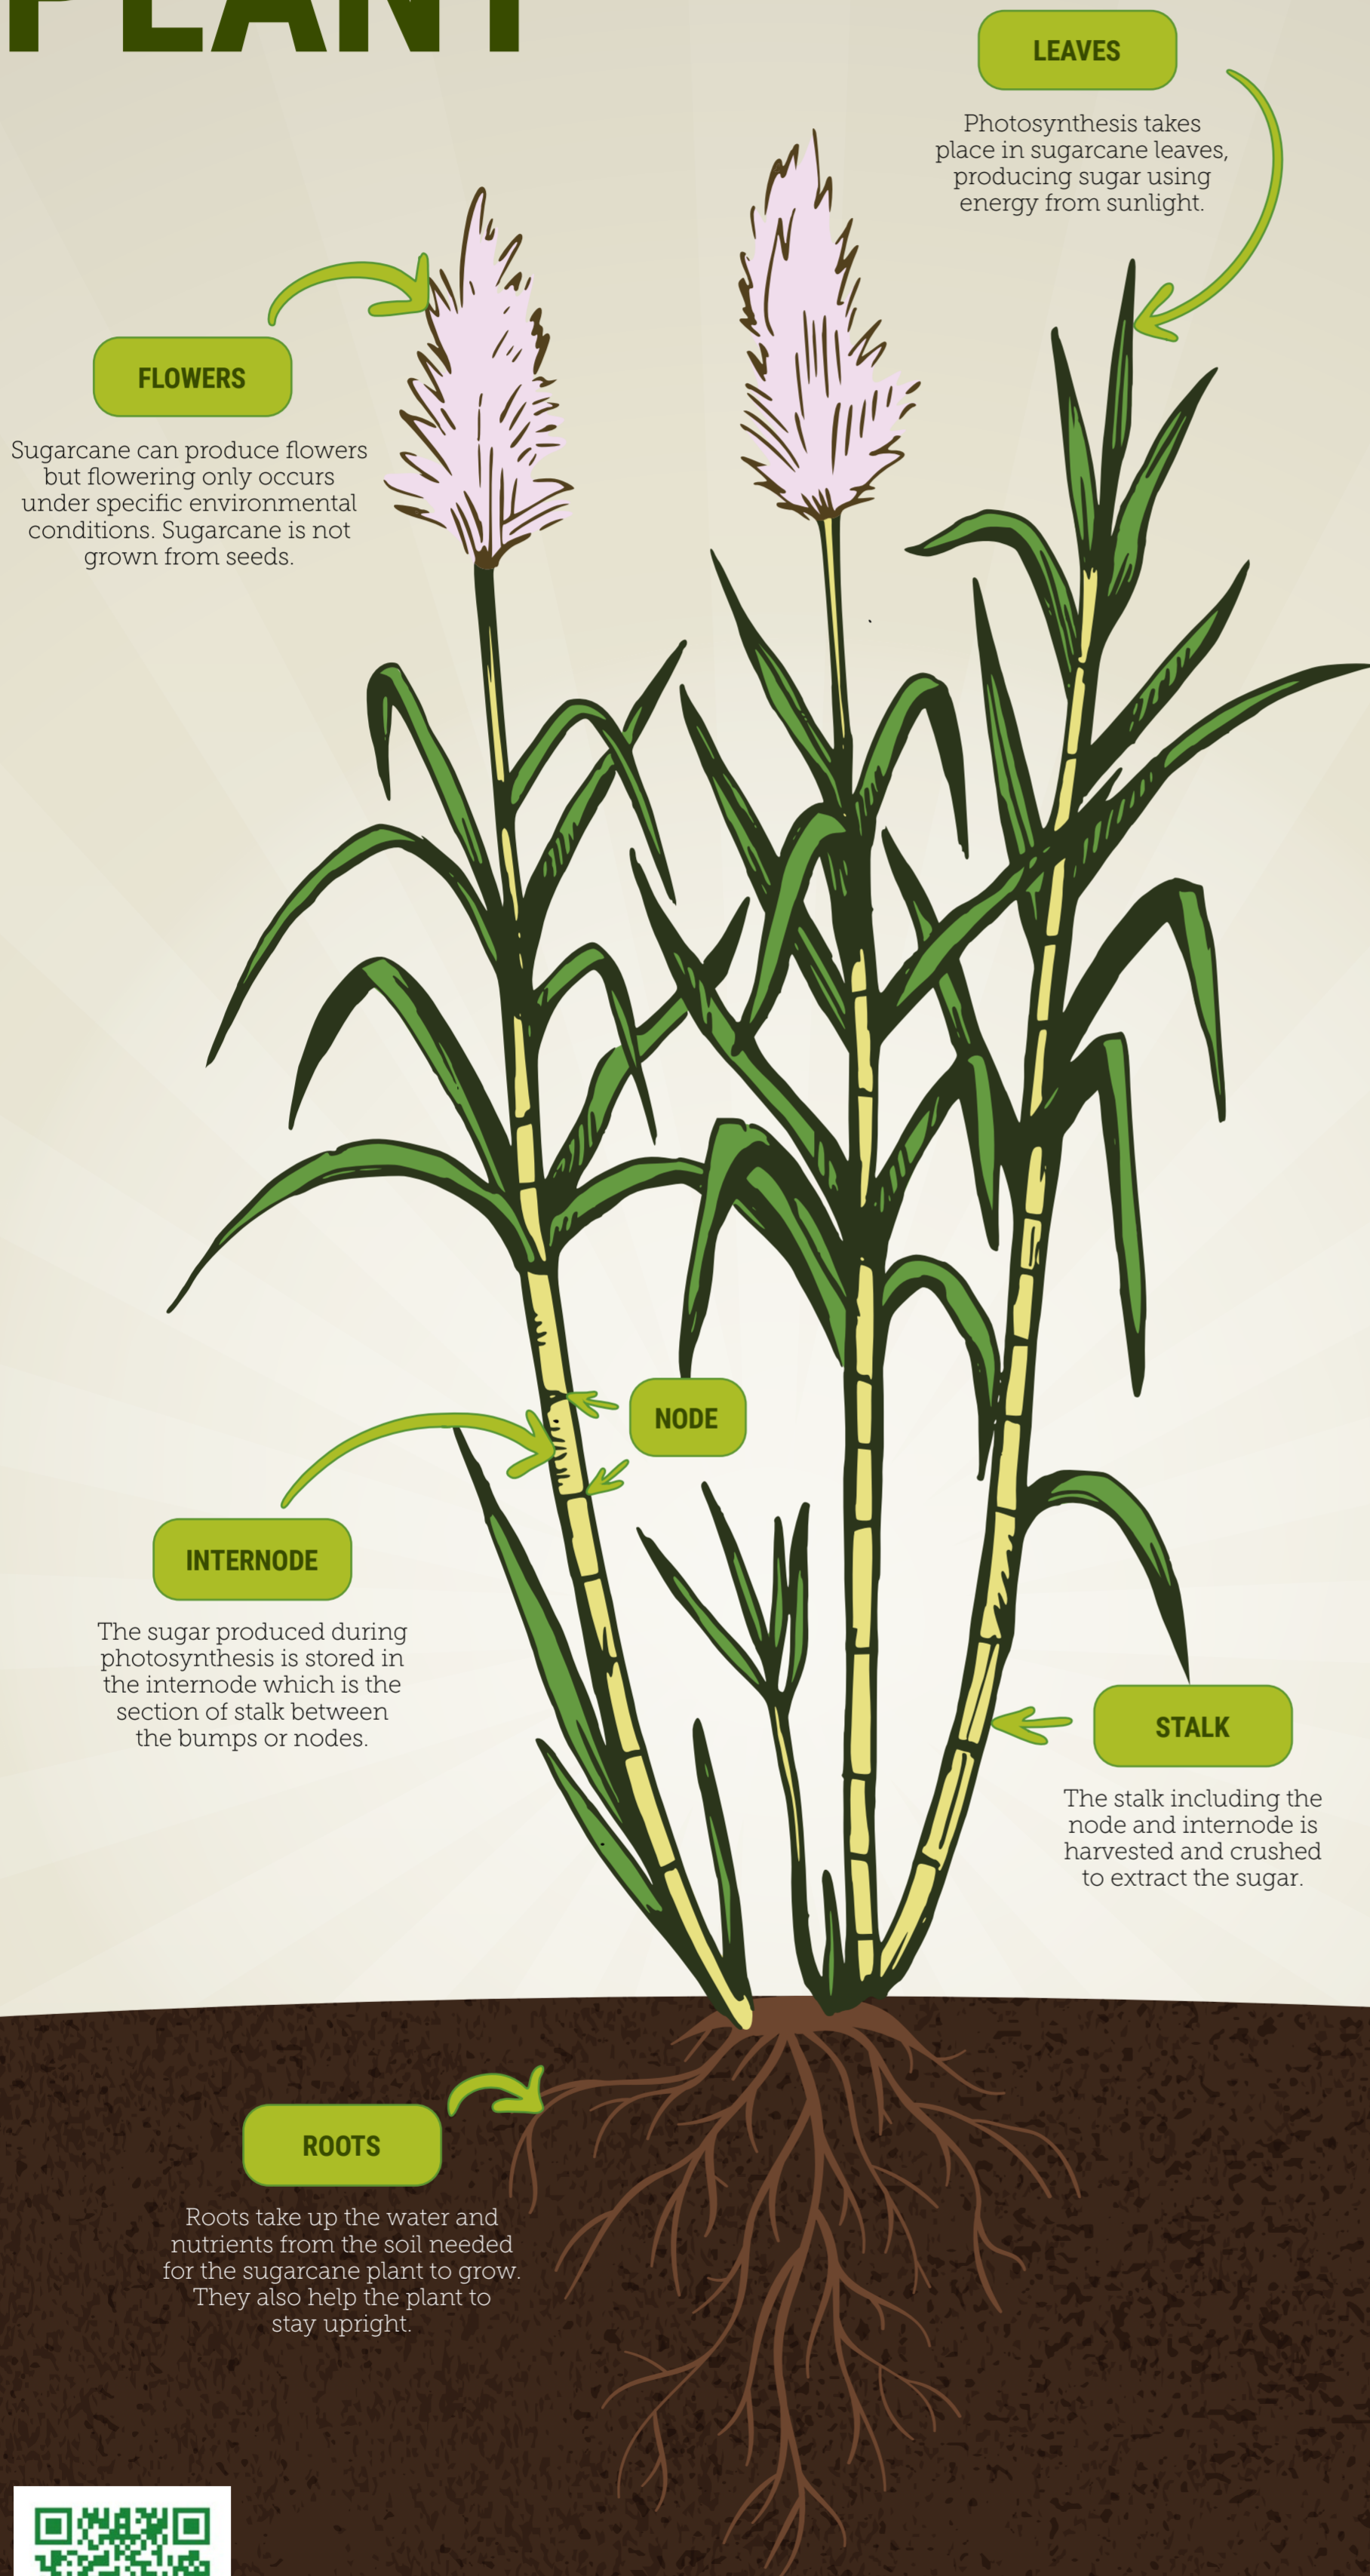 PLANT
LEAVES
Photosynthesis takes
place in sugarcane leaves,
producing sugar using
energy from sunlight.
FLOWERS
Sugarcane can produce flowers
but flowering only occurs
under specific environmental
conditions. Sugarcane is not
grown from seeds.
NODE
INTERNODE
The sugar produced during
photosynthesis is stored in
the internode which is the
section of stalk between
the bumps or nodes.
STALK
The stalk including the
node and internode is
harvested and crushed
to extract the sugar.
ROOTS
Roots take up the water and
nutrients from the soil needed
for the sugarcane plant to grow.
They also help the plant to
stay upright.